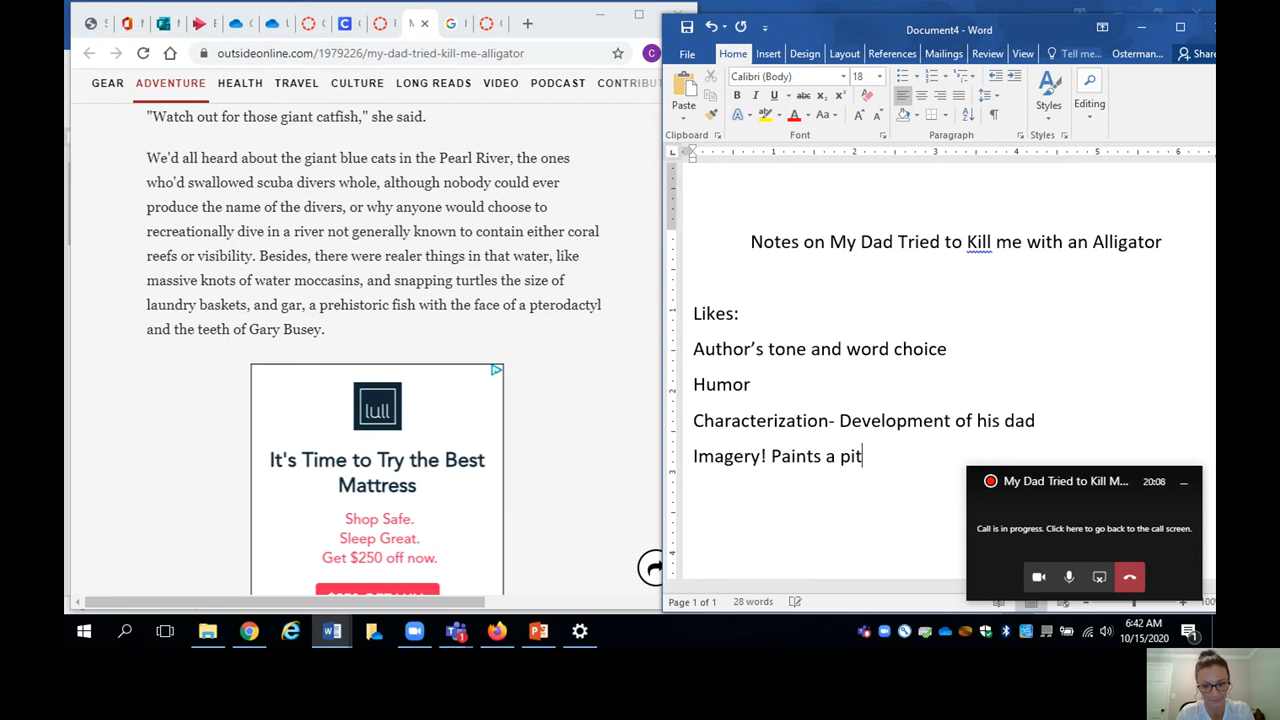 outsideonline.com/1979226/my-dad-tried-kill-me-alligator
GEAR ADVENTURE HEALTH CULTURE LONG READS VIDEO PODCAST
"Watch out for those giant catfish," she said.
We'd all heard about the giant blue cats in the Pearl River, the ones
who'd swallowed scuba divers whole, although nobody could ever
produce the name of the divers, or why anyone would choose to
recreationally dive in a river not generally known to contain either coral
reefs or visibility. Besides, there were realer things in that water, like
massive knots of water moccasins, and snapping turtles the size of
laundry baskets, and gar, a prehistoric fish with the face of a pterodactyl
and the teeth of Gary Busey.
lull
It's Time to Try the Best
Mattress
Shop Safe.
Sleep Great.
Get $250 off now.
Document4 - Word
File Home Insert Design Layout References Mailings Review View Tell me... Osterman... Share
Paste
Calibri (Body) 18
B I U abc X₂ X²
A A Aa
Styles
Editing
Clipboard Font Paragraph Styles
1 2 3 4 5 6
Notes on My Dad Tried to Kill me with an Alligator
Likes:
Author's tone and word choice
Humor
Characterization- Development of his dad
Imagery! Paints a pit
My Dad Tried to Kill M... 20:08
Call is in progress. Click here to go back to the call screen.
Page 1 of 1 28 words
6:42 AM
10/15/2020